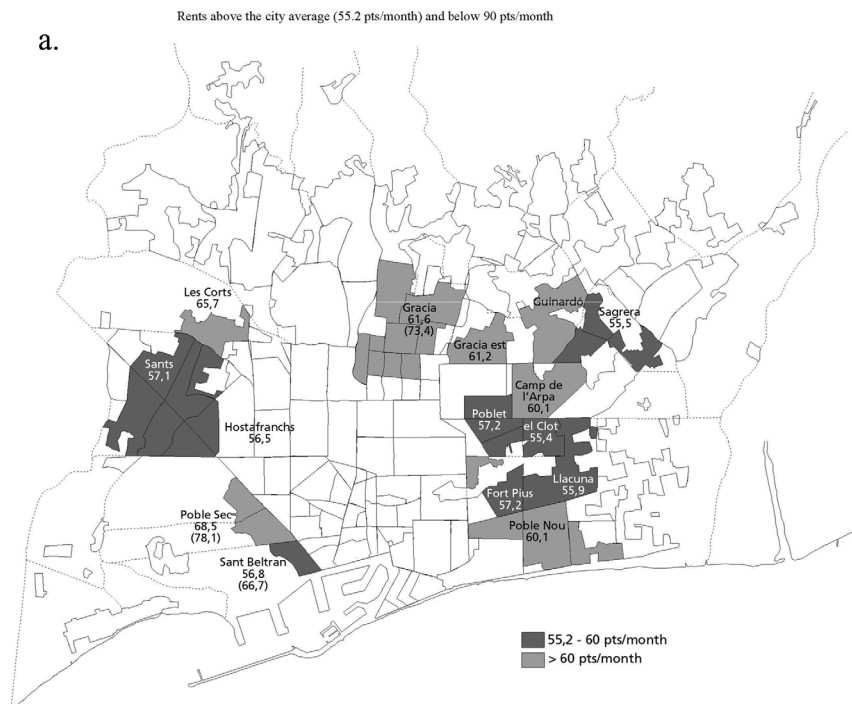 Rents above the city average (55.2 pts/month) and below 90 pts/month
a.
Les Corts
65,7
Gracia
61,6
(73,4)
Guinardó
Sagrera
55,5
Gracia est
61,2
Sants
57,1
Camp de
l'Arpa
60,1
Poblet
57,2
el Clot
55,4
Hostafranchs
56,5
Llacuna
55,9
Fort Pius
57,2
Poble Sec
68,5
(78,1)
Poble Nou
60,1
Sant Beltran
56,8
(66,7)
55,2 - 60 pts/month
> 60 pts/month